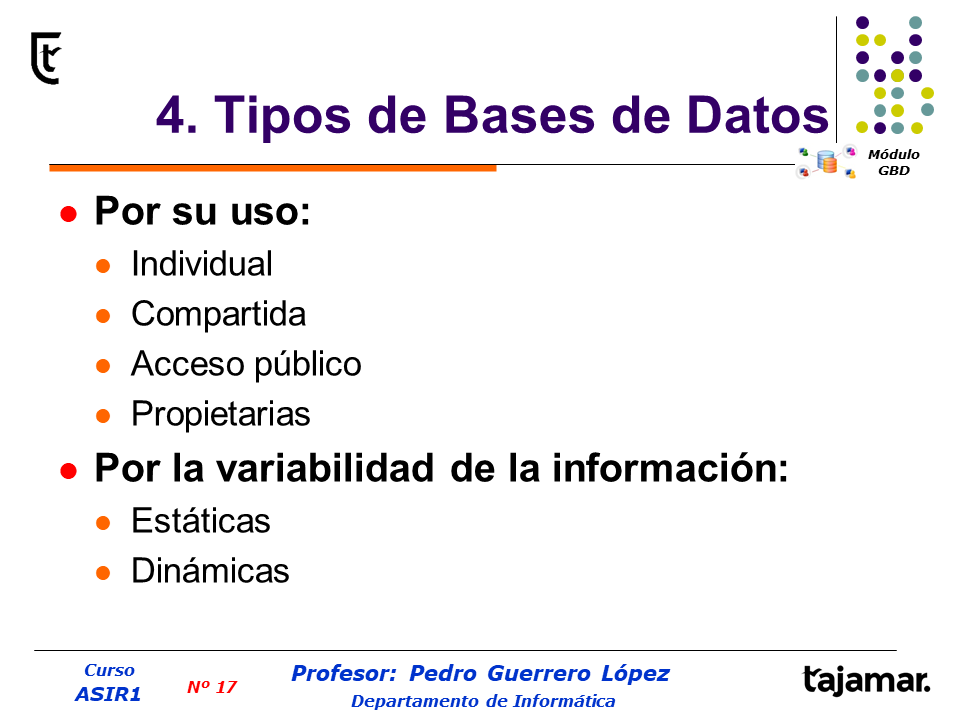 4. Tipos de Bases de Datos
Módulo
GBD
Por su uso:
Individual
Compartida
Acceso público
Propietarias
Por la variabilidad de la información:
Estáticas
Dinámicas
Curso
ASIR1
Nº 17
Profesor: Pedro Guerrero López
Departamento de Informática
tajamar.